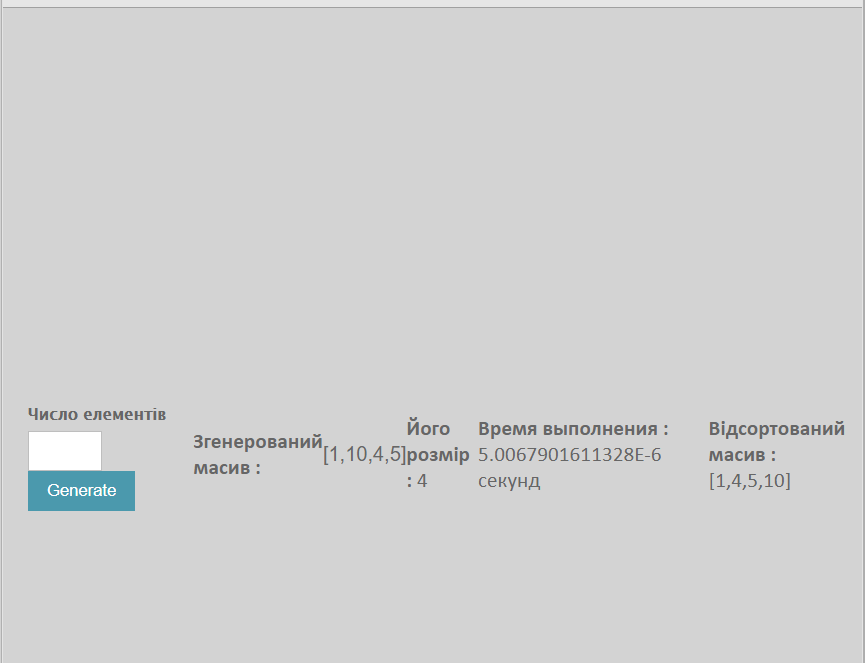 Число елементів
Generate
Згенерований
масив :
[1,10,4,5]
Його
розмір
: 4
Время выполнения :
5.0067901611328E-6
секунд
Відсортований
масив :
[1,4,5,10]